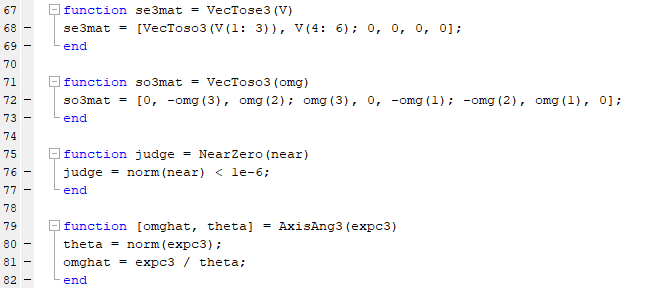 67 function se3mat = VecTose3(V)
68 - se3mat = [VecToso3(V(1: 3)), V(4: 6); 0, 0, 0, 0];
69 - end
70
71 function so3mat = VecToso3(omg)
72 - so3mat = [0, -omg(3), omg(2); omg(3), 0, -omg(1); -omg(2), omg(1), 0];
73 - end
74
75 function judge = NearZero(near)
76 - judge = norm(near) < 1e-6;
77 - end
78
79 function [omghat, theta] = AxisAng3(expc3)
80 - theta = norm(expc3);
81 - omghat = expc3 / theta;
82 - end